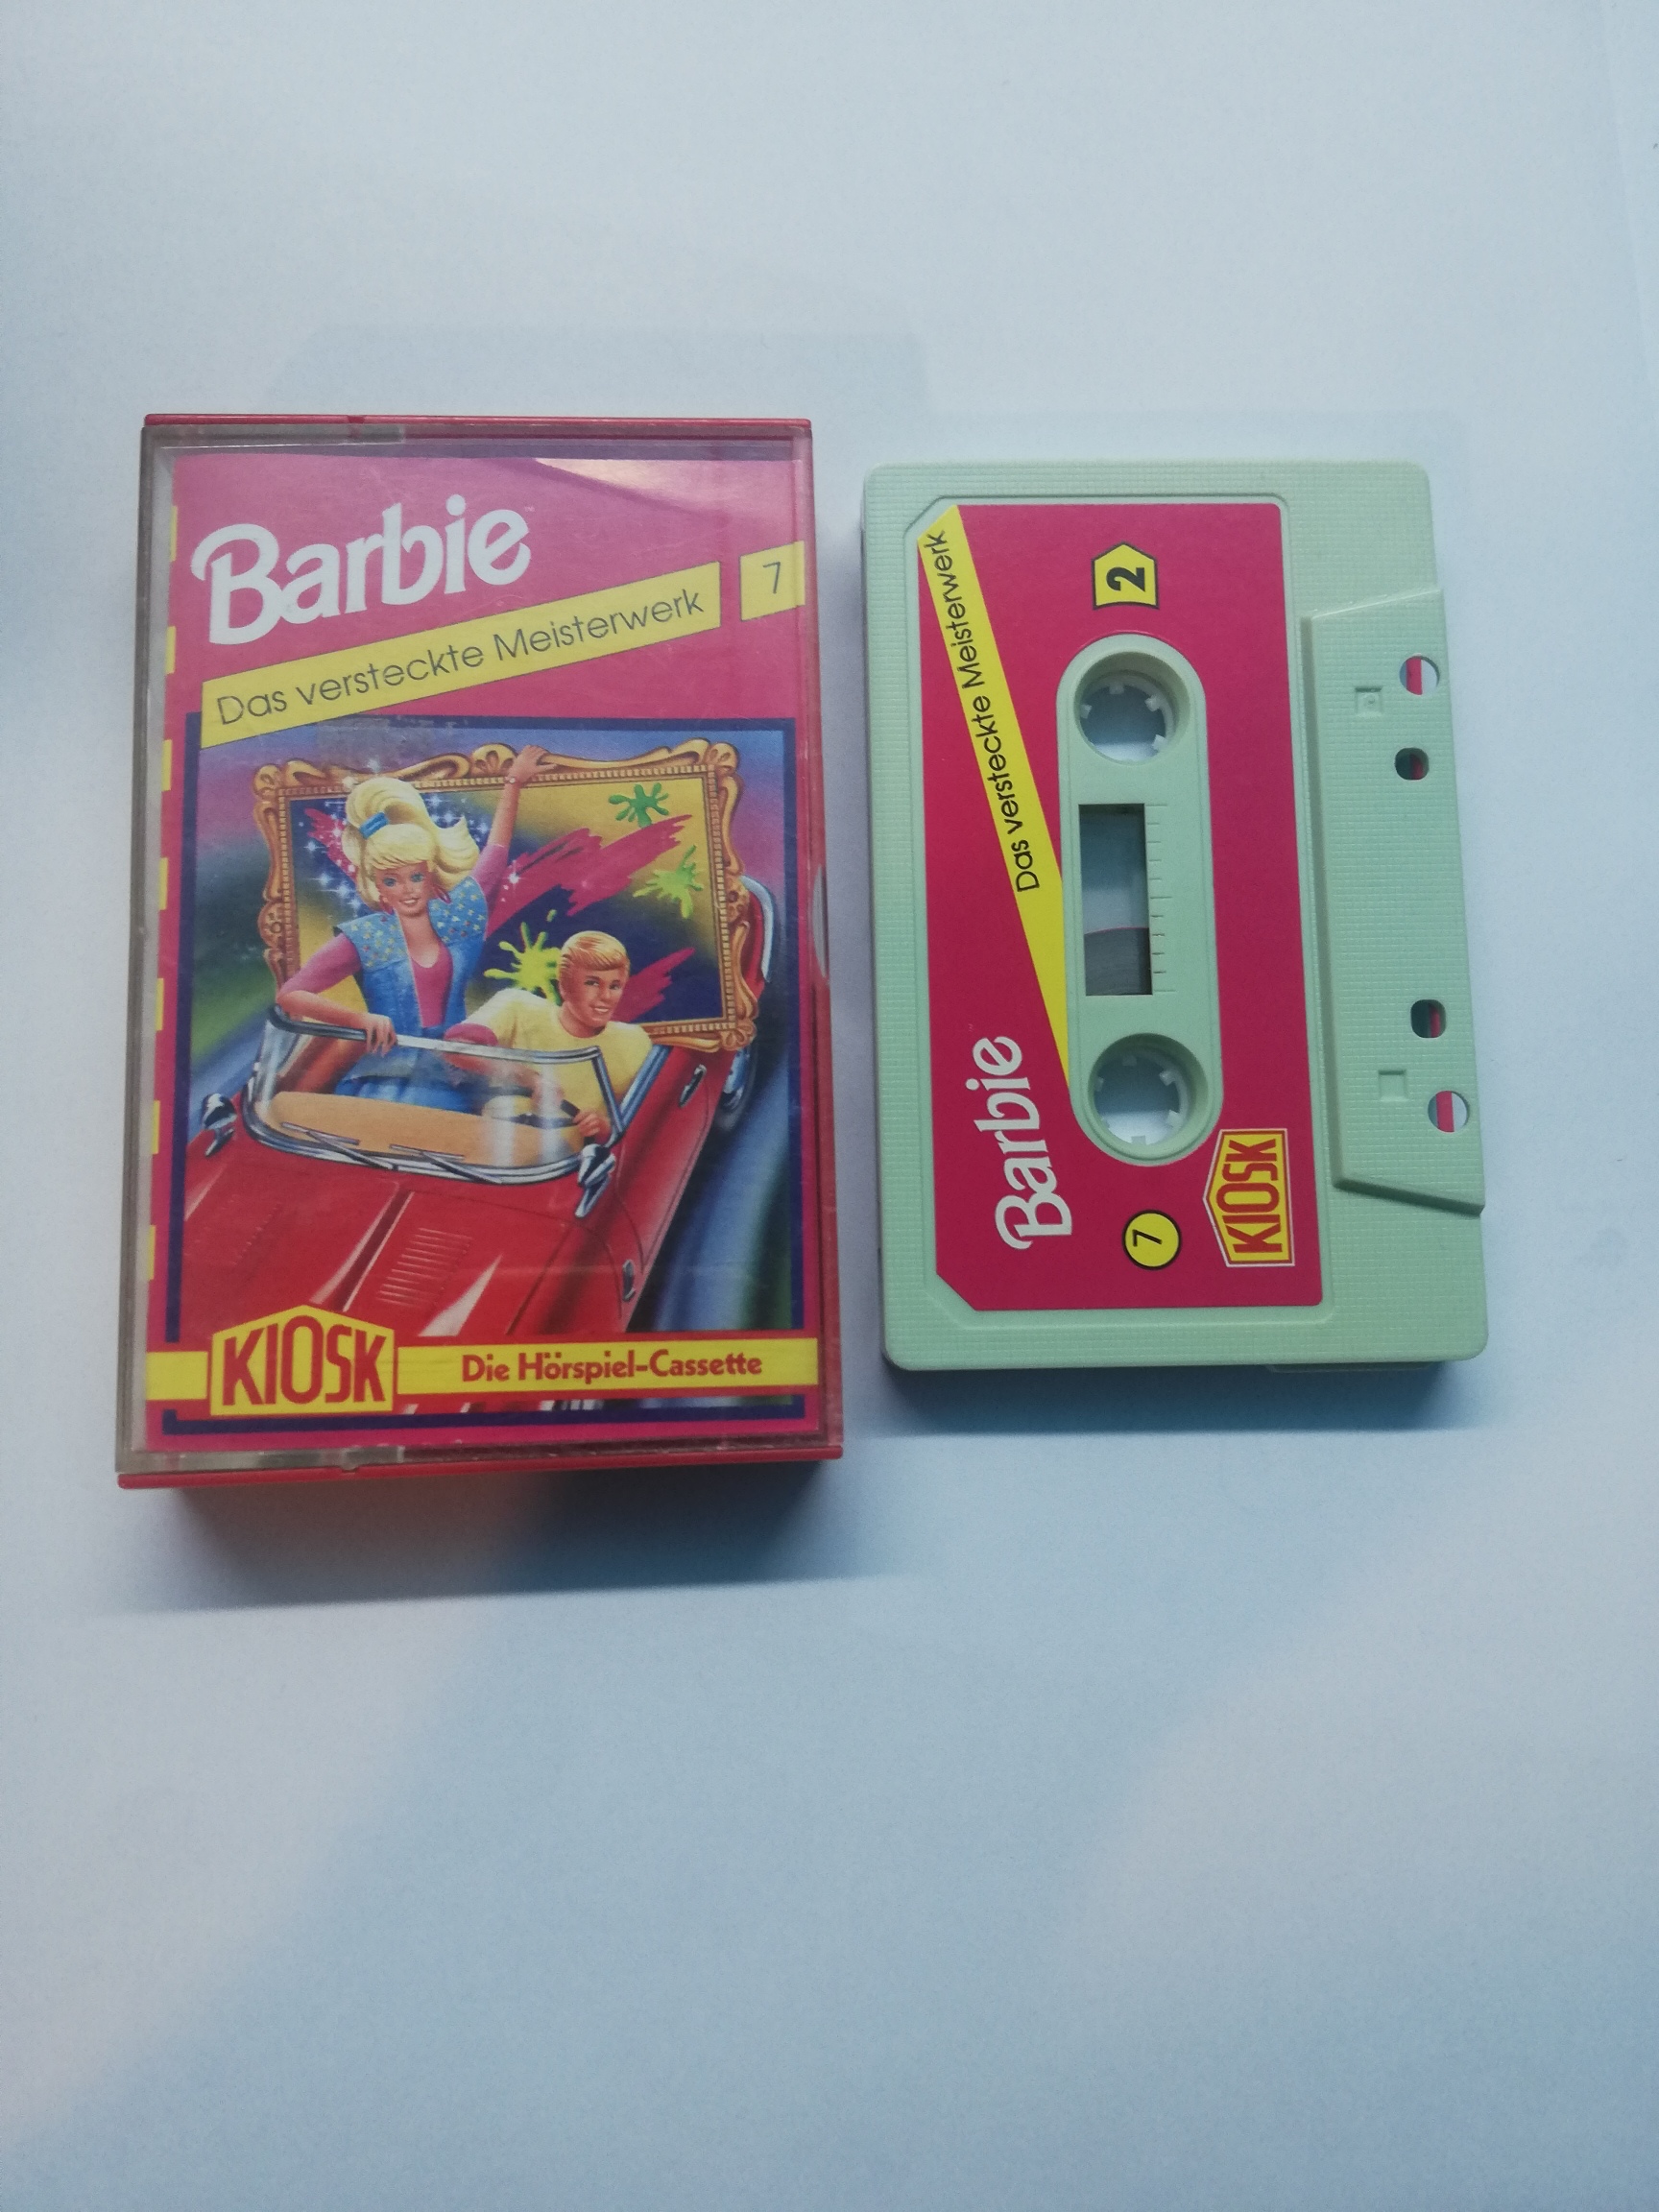 Barbie
Das versteckte Meisterwerk
7
KIOSK
Die Hörspiel-Cassette
Das versteckte Meisterwerk
2
Barbie
7
KIOSK